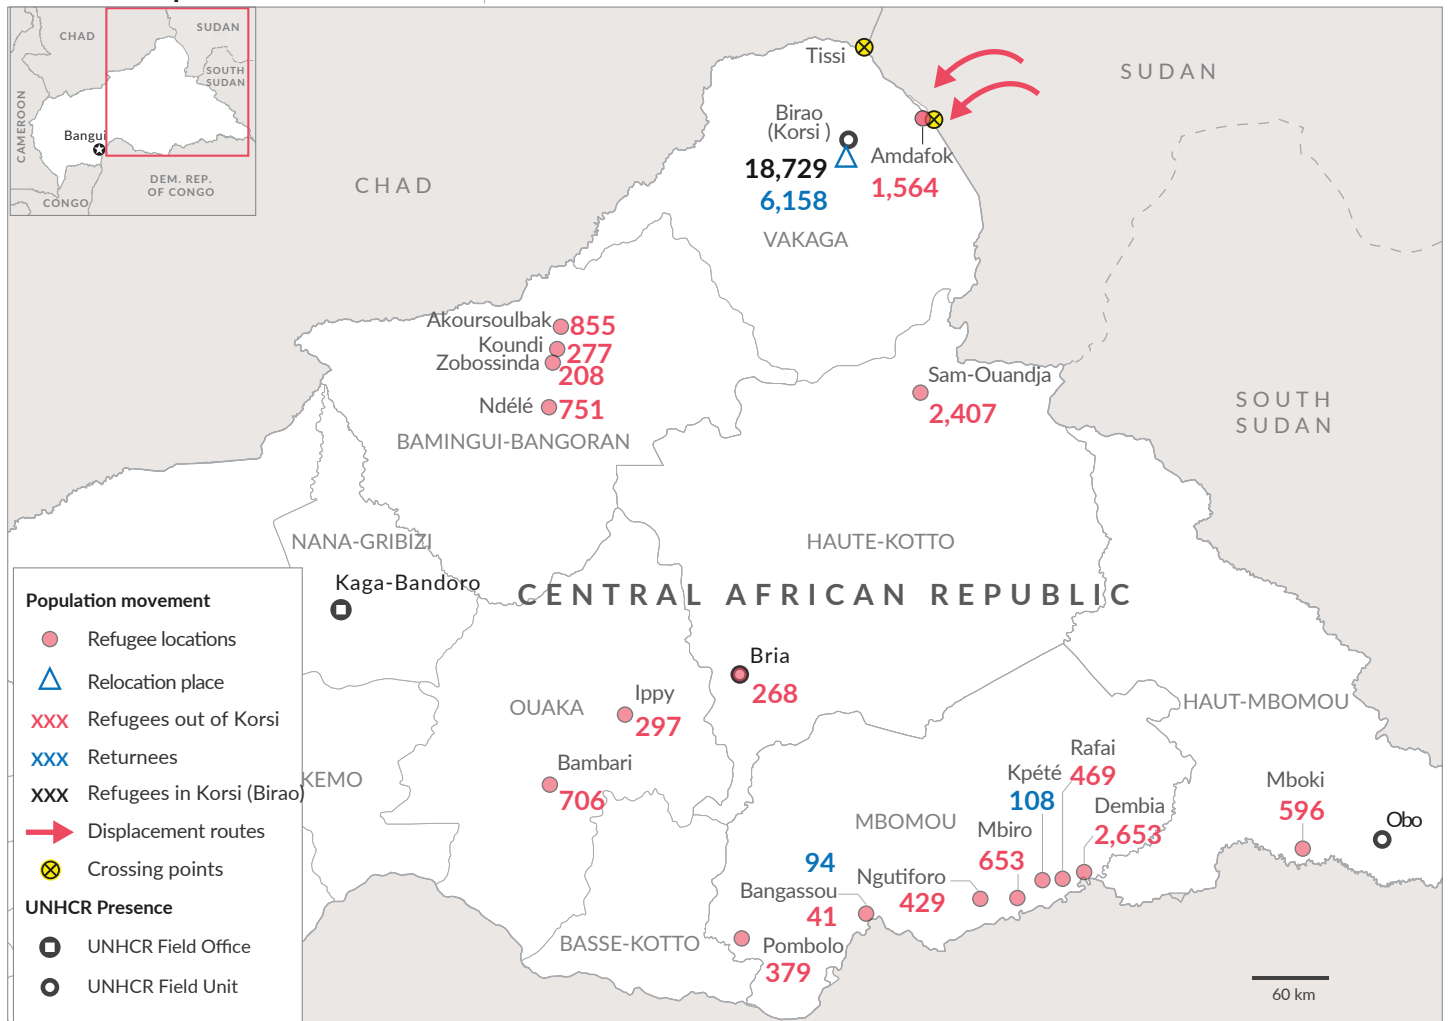 CHAD
SUDAN
SOUTH
SUDAN
CAMEROON
Bangui
DEM. REP.
OF CONGO
CONGO
Tissi
SUDAN
Birao
(Korsi )
18,729
6,158
Amdafok
1,564
CHAD
VAKAGA
Akoursoulbak
855
Koundi
277
Zobossinda
208
Ndélé
751
BAMINGUI-BANGORAN
Sam-Ouandja
2,407
SOUTH
SUDAN
NANA-GRIBIZI
HAUTE-KOTTO
Kaga-Bandoro
CENTRAL AFRICAN REPUBLIC
Bria
268
Ippy
297
OUAKA
HAUT-MBOMOU
Bambari
706
KEMO
Rafai
469
Kpété
108
Dembia
2,653
Mboki
596
Obo
MBOMOU
Mbiro
653
94
Bangassou
41
Ngutiforo
429
BASSE-KOTTO
Pombolo
379
60 km
Population movement
Refugee locations
Relocation place
XXX Refugees out of Korsi
XXX Returnees
XXX Refugees in Korsi (Birao)
Displacement routes
Crossing points
UNHCR Presence
UNHCR Field Office
UNHCR Field Unit